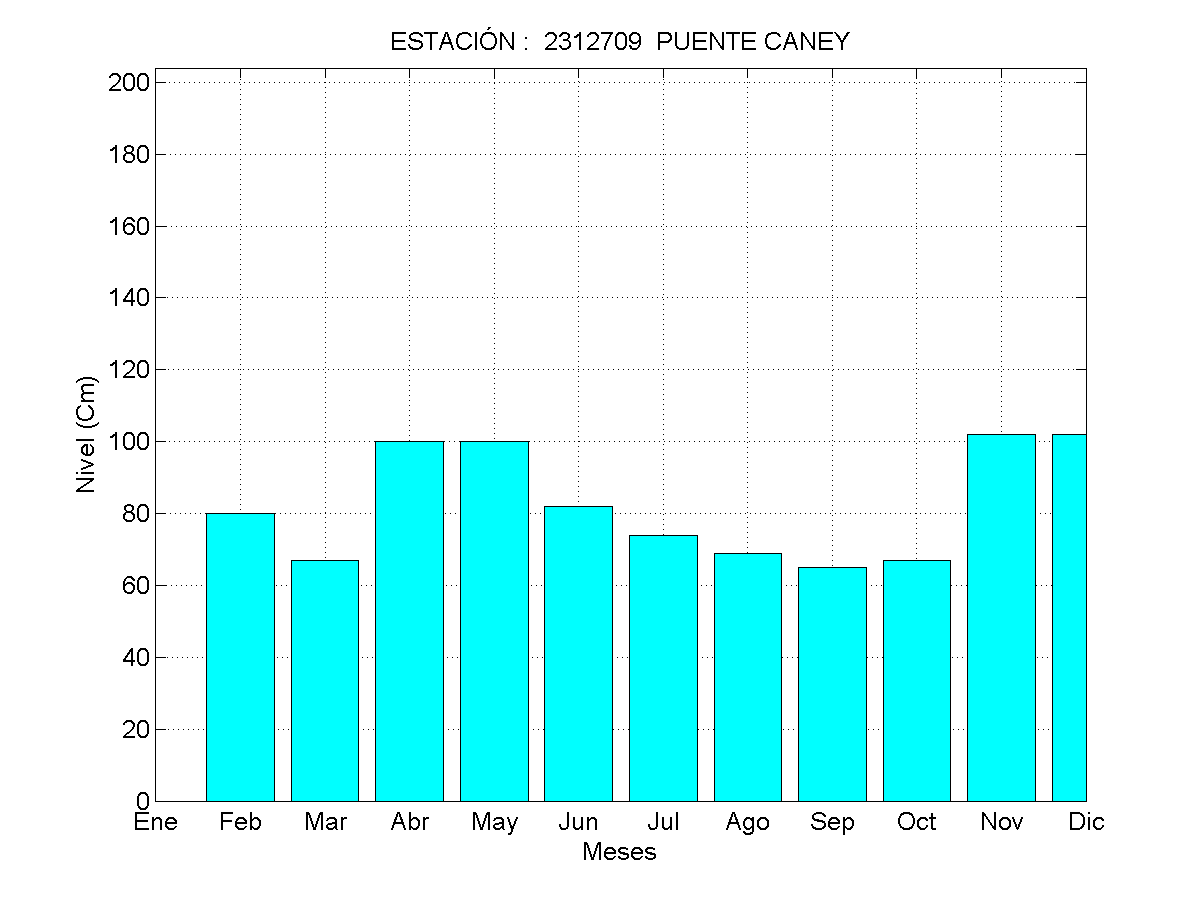 ESTACIÓN :  2312709  PUENTE CANEY
200
180
160
140
120
100
80
60
40
20
0
Nivel (Cm)
Ene Feb Mar Abr May Jun Jul Ago Sep Oct Nov Dic
Meses